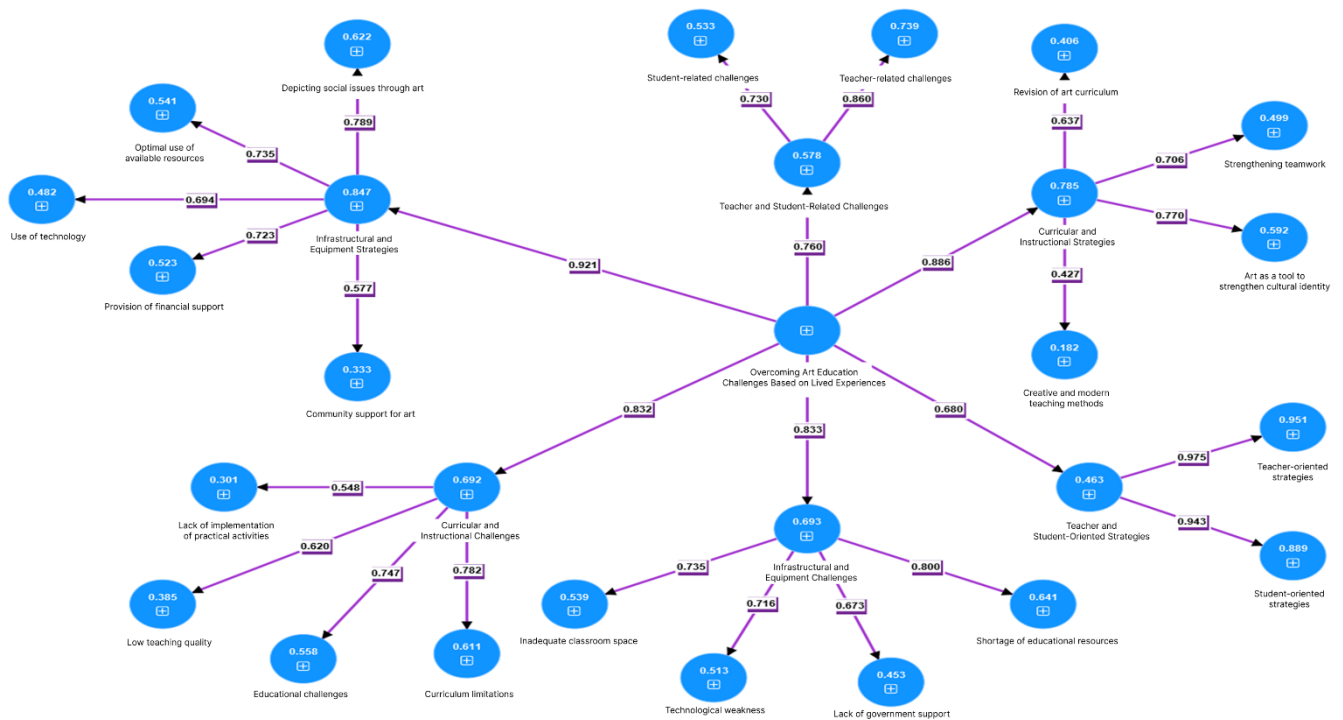 0.622
Depicting social issues through art
0.789
0.541
Optimal use of
available resources
0.735
0.482
Use of technology
0.694
0.847
Infrastructural and
Equipment Strategies
0.723
0.523
Provision of financial support
0.577
0.333
Community support for art
0.921
0.533
Student-related challenges
0.730
0.739
Teacher-related challenges
0.860
0.578
Teacher and Student-Related Challenges
0.760
0.406
Revision of art curriculum
0.637
0.499
Strengthening teamwork
0.706
0.785
Curricular and
Instructional Strategies
0.770
0.592
Art as a tool to
strengthen cultural identity
0.427
0.182
Creative and modern
teaching methods
0.886
Overcoming Art Education
Challenges Based on Lived Experiences
0.832
0.833
0.680
0.301
Lack of implementation
of practical activities
0.548
0.692
Curricular and
Instructional Challenges
0.620
0.385
Low teaching quality
0.747
0.558
Educational challenges
0.782
0.611
Curriculum limitations
0.693
Infrastructural and
Equipment Challenges
0.735
0.539
Inadequate classroom space
0.716
0.513
Technological weakness
0.673
0.453
Lack of government support
0.800
0.641
Shortage of educational resources
0.463
Teacher and
Student-Oriented Strategies
0.975
0.951
Teacher-oriented
strategies
0.943
0.889
Student-oriented
strategies